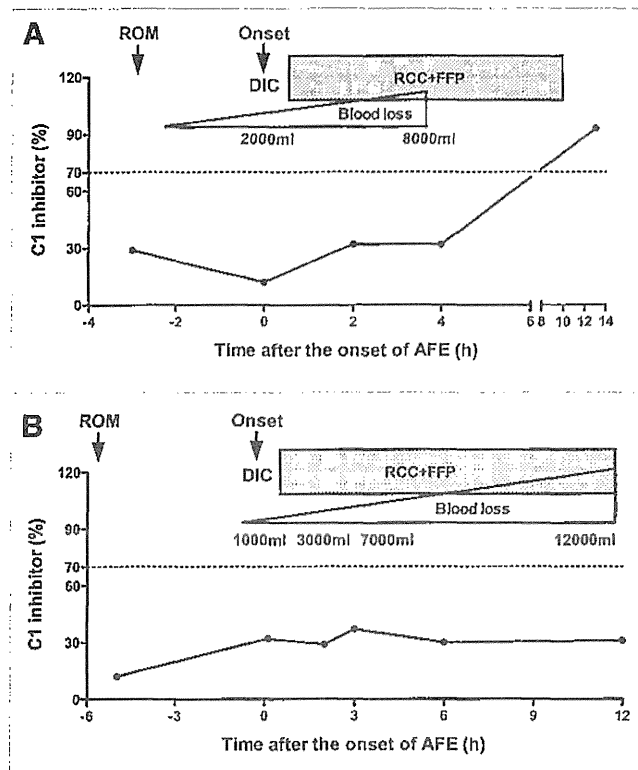 A
ROM
Onset
DIC
RCC+FFP
Blood loss
2000ml
8000ml
C1 inhibitor (%)
120
90
70
60
30
0
-4
-2
0
2
4
6
8
10
12
14
Time after the onset of AFE (h)
B
ROM
Onset
DIC
RCC+FFP
Blood loss
1000ml
3000ml
7000ml
12000ml
C1 inhibitor (%)
120
90
70
60
30
0
-6
-3
0
3
6
9
12
Time after the onset of AFE (h)